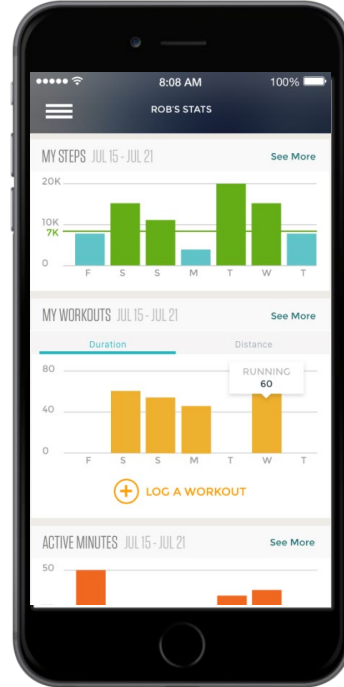 8:08 AM 100%
ROB'S STATS
MY STEPS JUL 15 - JUL 21 See More
20K
10K
7K
0
F S S M T W T
MY WORKOUTS JUL 15 - JUL 21 See More
Duration Distance
80
RUNNING
60
40
0
F S S M T W T
LOG A WORKOUT
ACTIVE MINUTES JUL 15 - JUL 21 See More
50